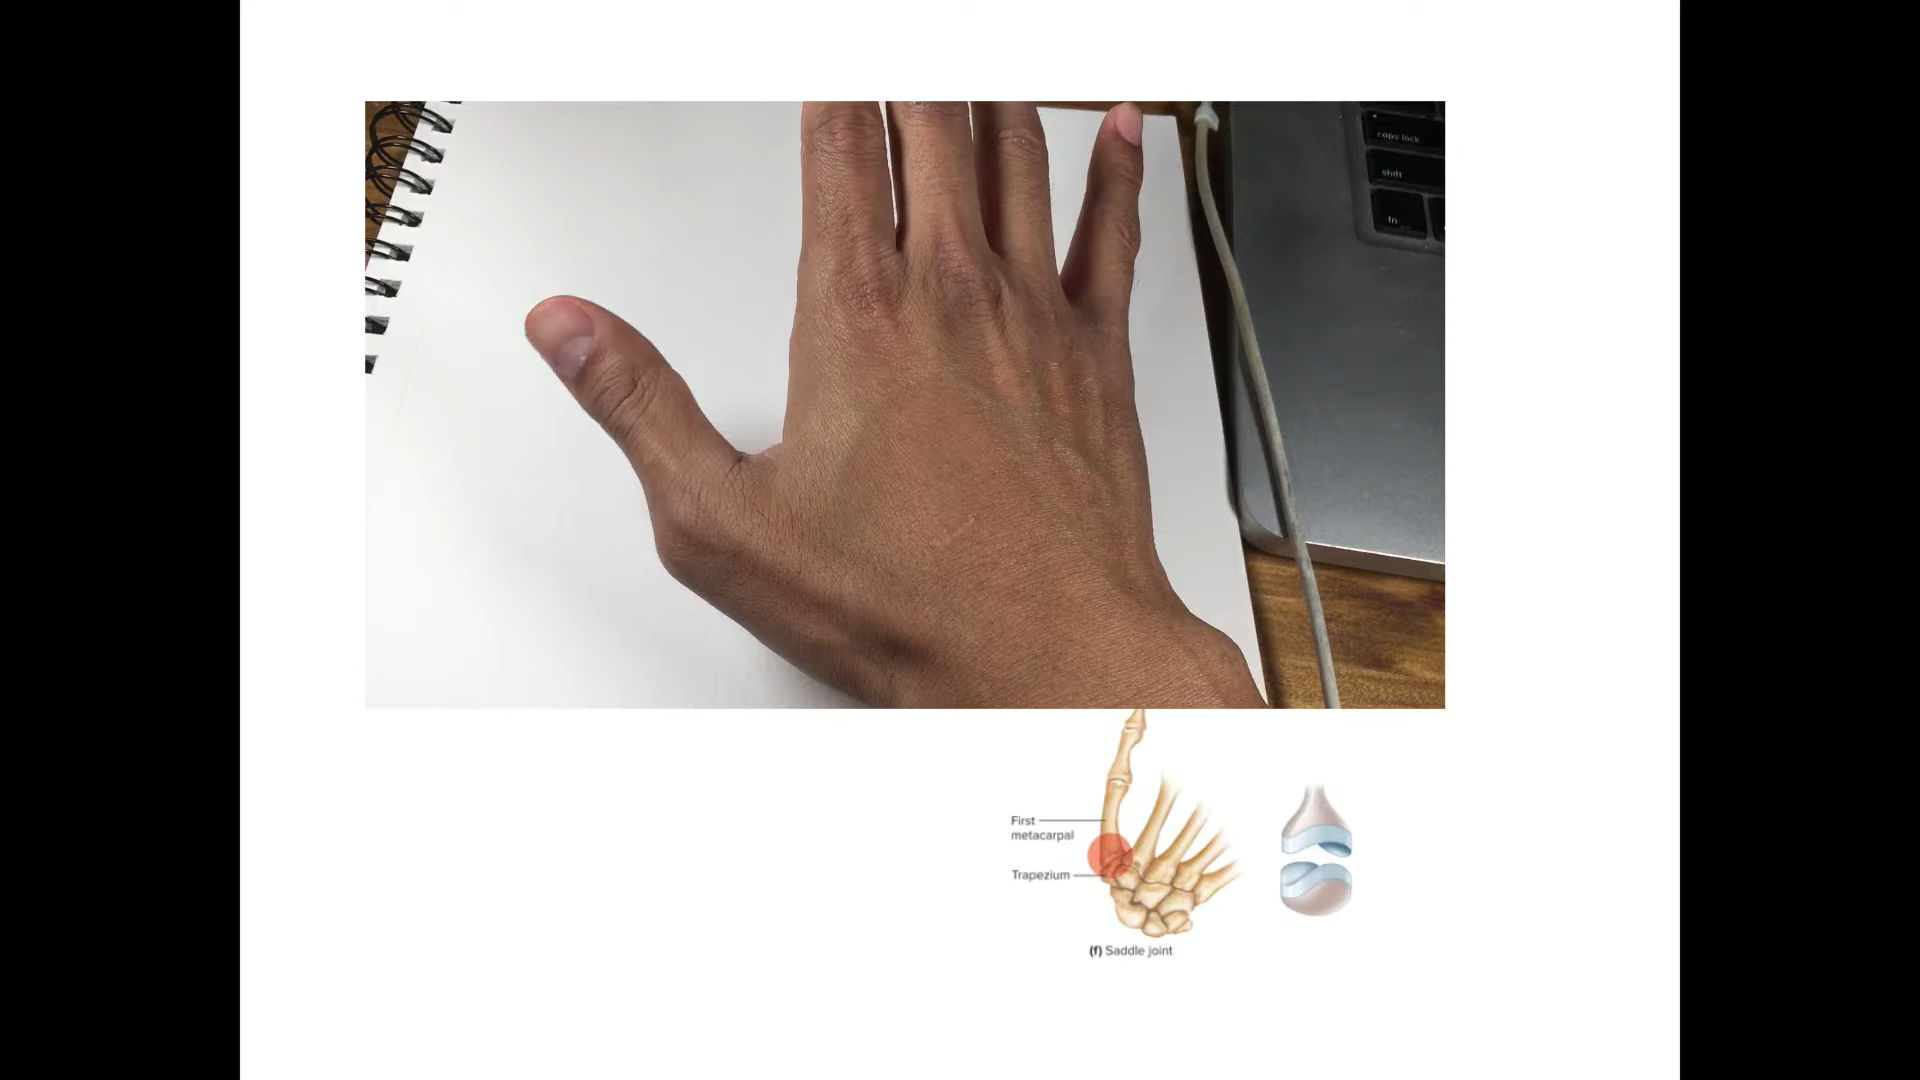 caps lock
shift
fn
First
metacarpal
Trapezium
(f) Saddle joint